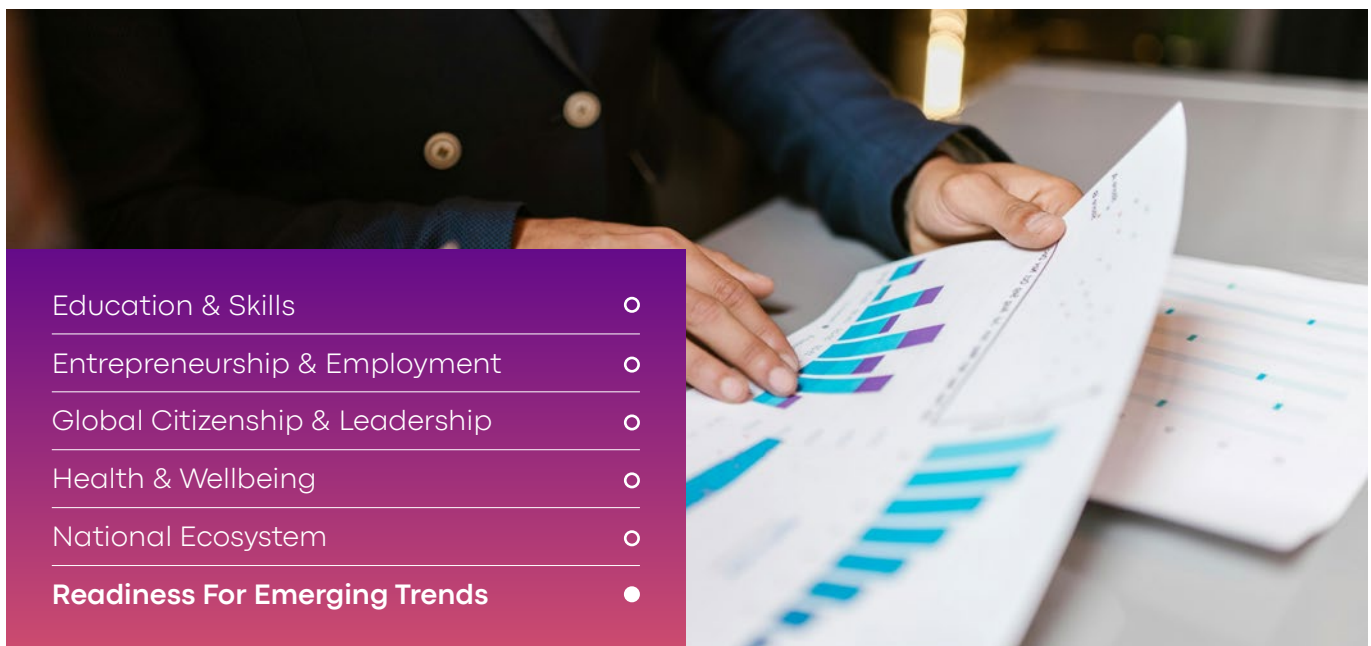 Education & Skills
Entrepreneurship & Employment
Global Citizenship & Leadership
Health & Wellbeing
National Ecosystem
Readiness For Emerging Trends